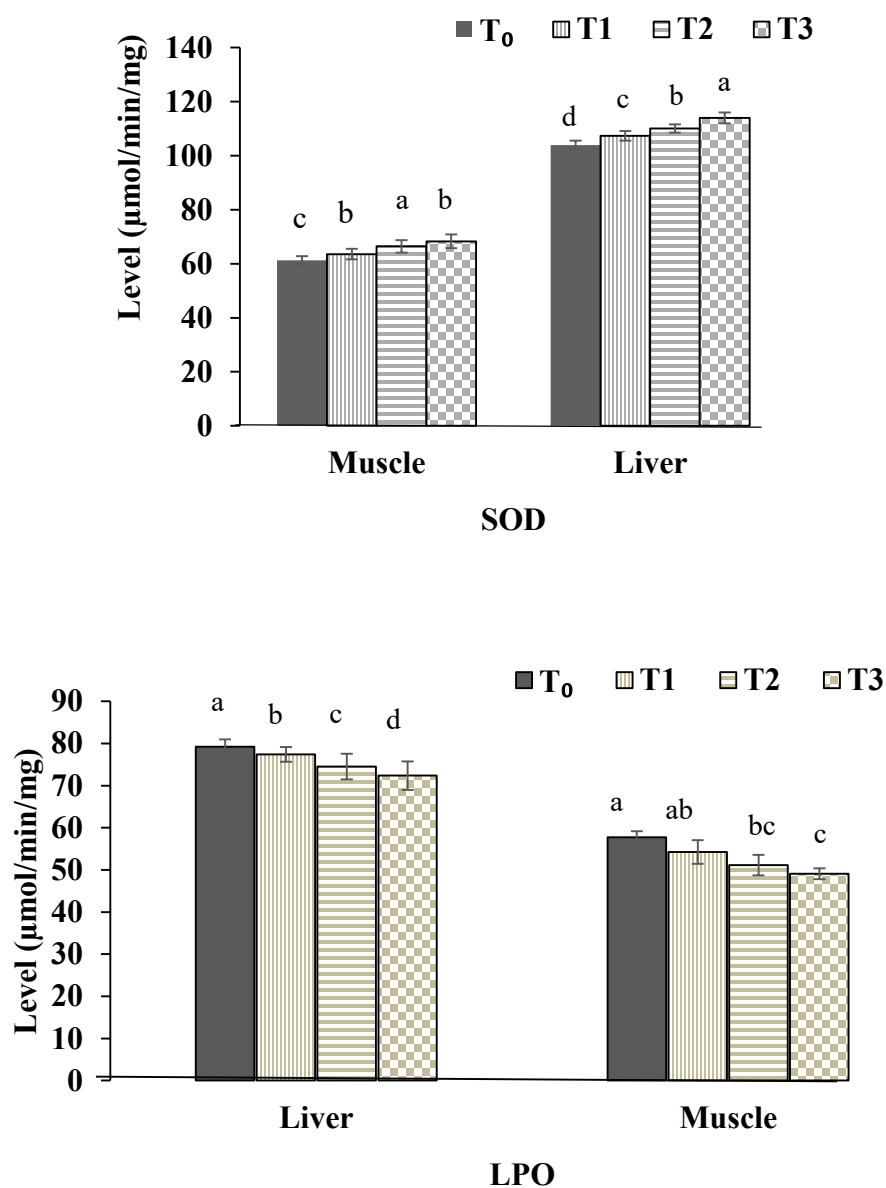 T₀ T1 T2 T3
140
120
100
80
60
40
20
0
Level (µmol/min/mg)
c b a b
d c b a
Muscle Liver
SOD
T₀ T1 T2 T3
90
80
70
60
50
40
30
20
10
0
Level (µmol/min/mg)
a b c d
a ab bc c
Liver Muscle
LPO